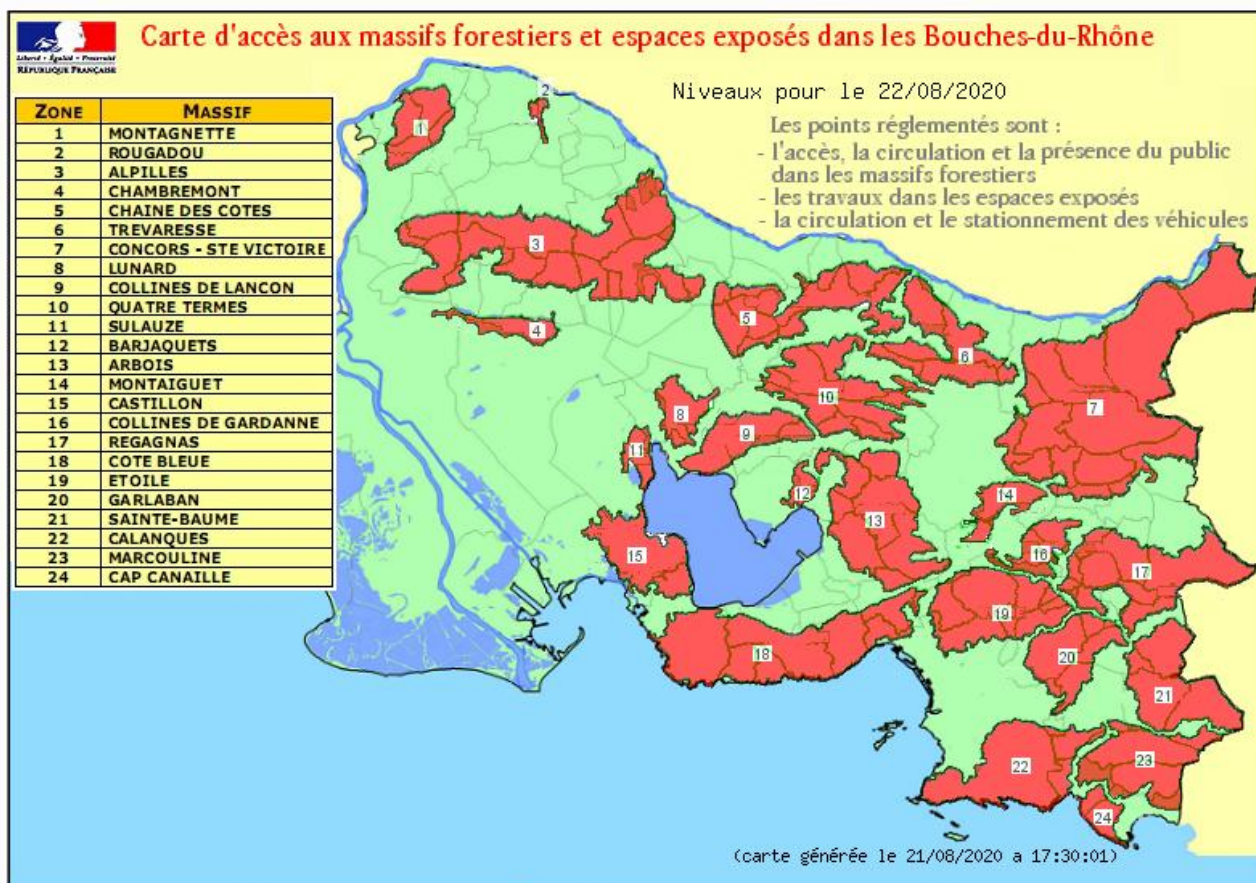 Carte d'accès aux massifs forestiers et espaces exposés dans les Bouches-du-Rhône
Liberté • Égalité • Fraternité
RÉPUBLIQUE FRANÇAISE
Niveaux pour le 22/08/2020
Les points réglementés sont :
- l'accès, la circulation et la présence du public
dans les massifs forestiers
- les travaux dans les espaces exposés
- la circulation et le stationnement des véhicules
ZONE MASSIF
1 MONTAGNETTE
2 ROUGADOU
3 ALPILLES
4 CHAMBREMONT
5 CHAINE DES COTES
6 TREVARESSE
7 CONCORS - STE VICTOIRE
8 LUNARD
9 COLLINES DE LANCON
10 QUATRE TERMES
11 SULAUZE
12 BARJAQUETS
13 ARBOIS
14 MONTAIGUET
15 CASTILLON
16 COLLINES DE GARDANNE
17 REGAGNAS
18 COTE BLEUE
19 ETOILE
20 GARLABAN
21 SAINTE-BAUME
22 CALANQUES
23 MARCOULINE
24 CAP CANAILLE
2
1
3
4
5
6
7
8
9
10
11
12
13
14
15
16
17
18
19
20
21
22
23
24
(carte générée le 21/08/2020 a 17:30:01)